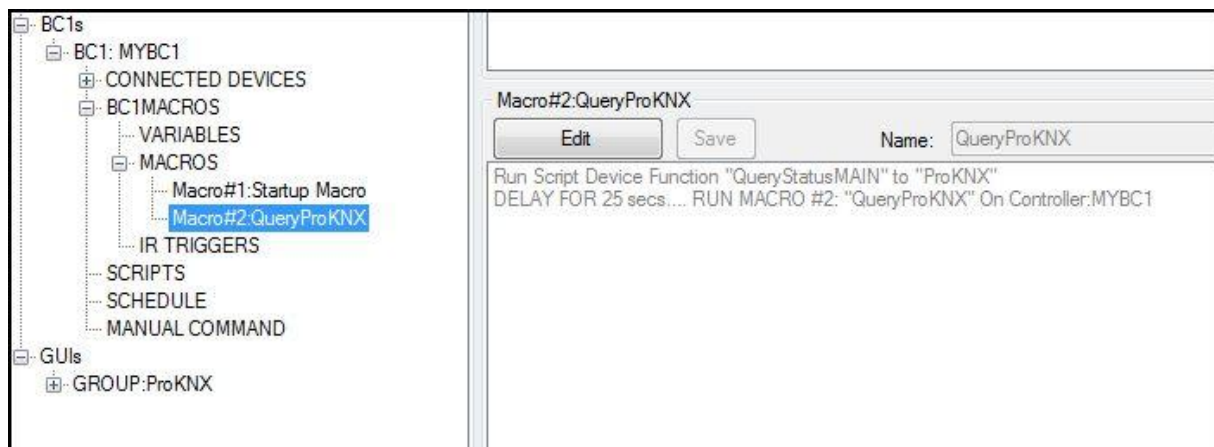 BC1s
BC1: MYBC1
CONNECTED DEVICES
BC1MACROS
VARIABLES
MACROS
Macro#1:Startup Macro
Macro#2:QueryProKNX
IR TRIGGERS
SCRIPTS
SCHEDULE
MANUAL COMMAND
GUIs
GROUP:ProKNX
Macro#2:QueryProKNX
Edit Save Name: QueryProKNX
Run Script Device Function "QueryStatusMAIN" to "ProKNX"
DELAY FOR 25 secs.... RUN MACRO #2: "QueryProKNX" On Controller:MYBC1